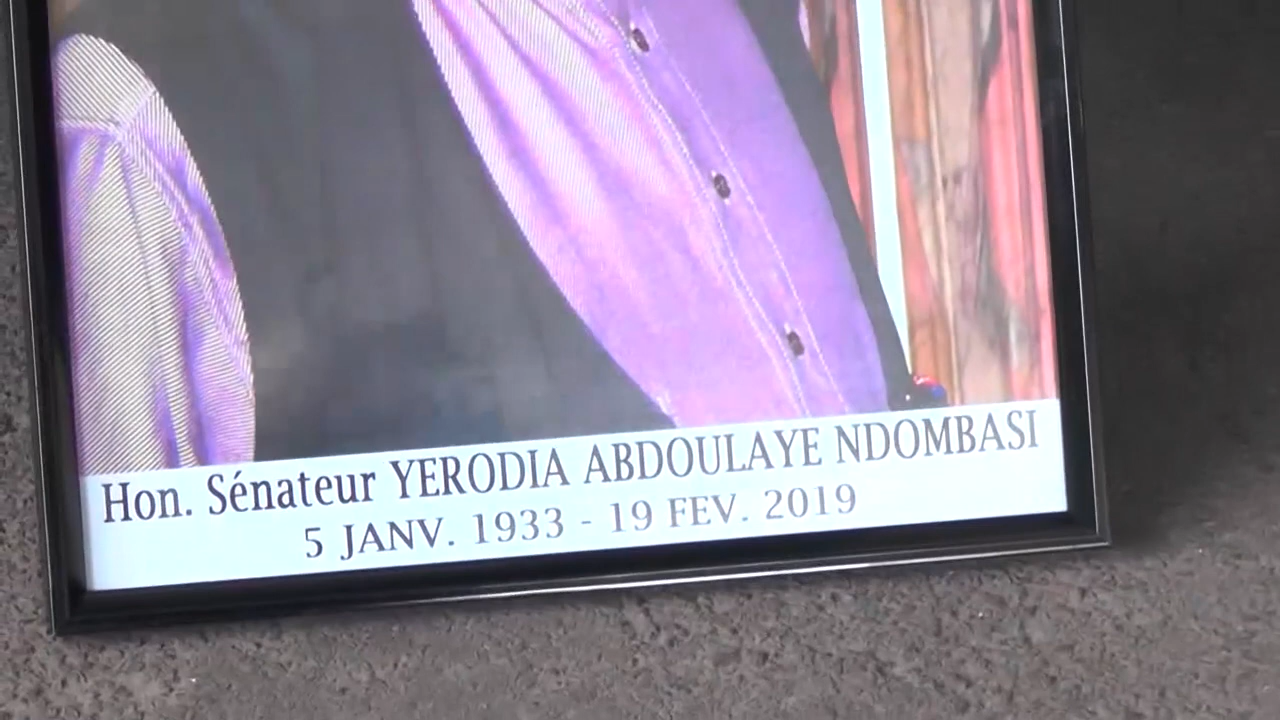 Hon. Sénateur YERODIA ABDOULAYE NDOMBASI
5 JANV. 1933 - 19 FEV. 2019